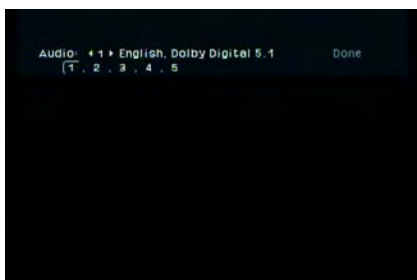 Audio: ◂1▸ English, Dolby Digital 5.1 Done
1 . 2 . 3 . 4 . 5